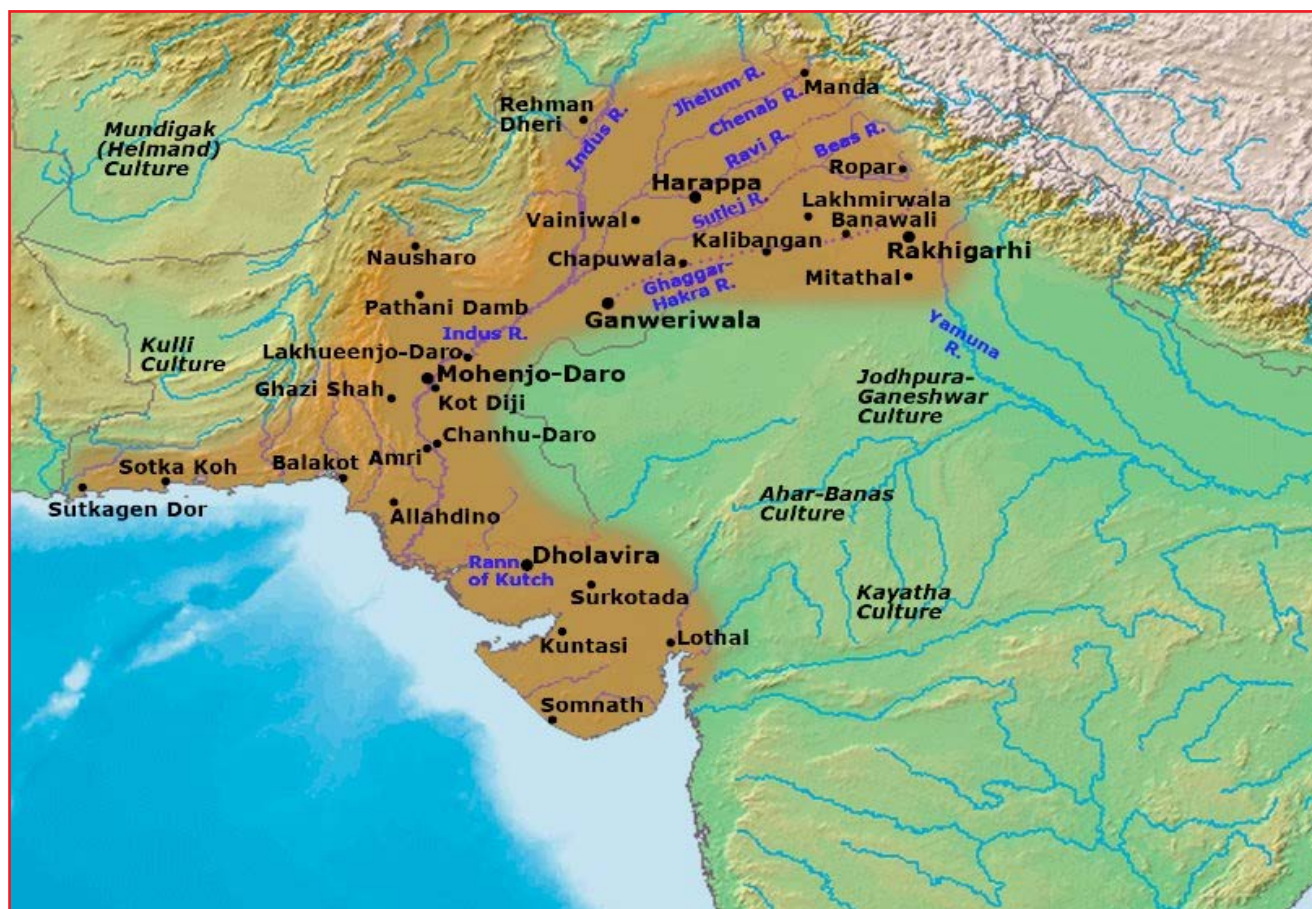 Mundigak
(Helmand)
Culture
Rehman
Dheri
Indus R.
Jhelum R.
Manda
Chenab R.
Ravi R.
Beas R.
Ropar
Harappa
Lakhmirwala
Vainiwal
Sutlej R.
Banawali
Kalibangan
Rakhigarhi
Nausharo
Chapuwala
Mitathal
Ghaggar-
Hakra R.
Pathani Damb
Ganweriwala
Indus R.
Yamuna
R.
Kulli
Culture
Lakhueenjo-Daro
Mohenjo-Daro
Jodhpura-
Ganeshwar
Culture
Ghazi Shah
Kot Diji
Chanhu-Daro
Amri
Sotka Koh
Balakot
Sutkagen Dor
Allahdino
Ahar-Banas
Culture
Dholavira
Rann
of Kutch
Surkotada
Kayatha
Culture
Kuntasi
Lothal
Somnath